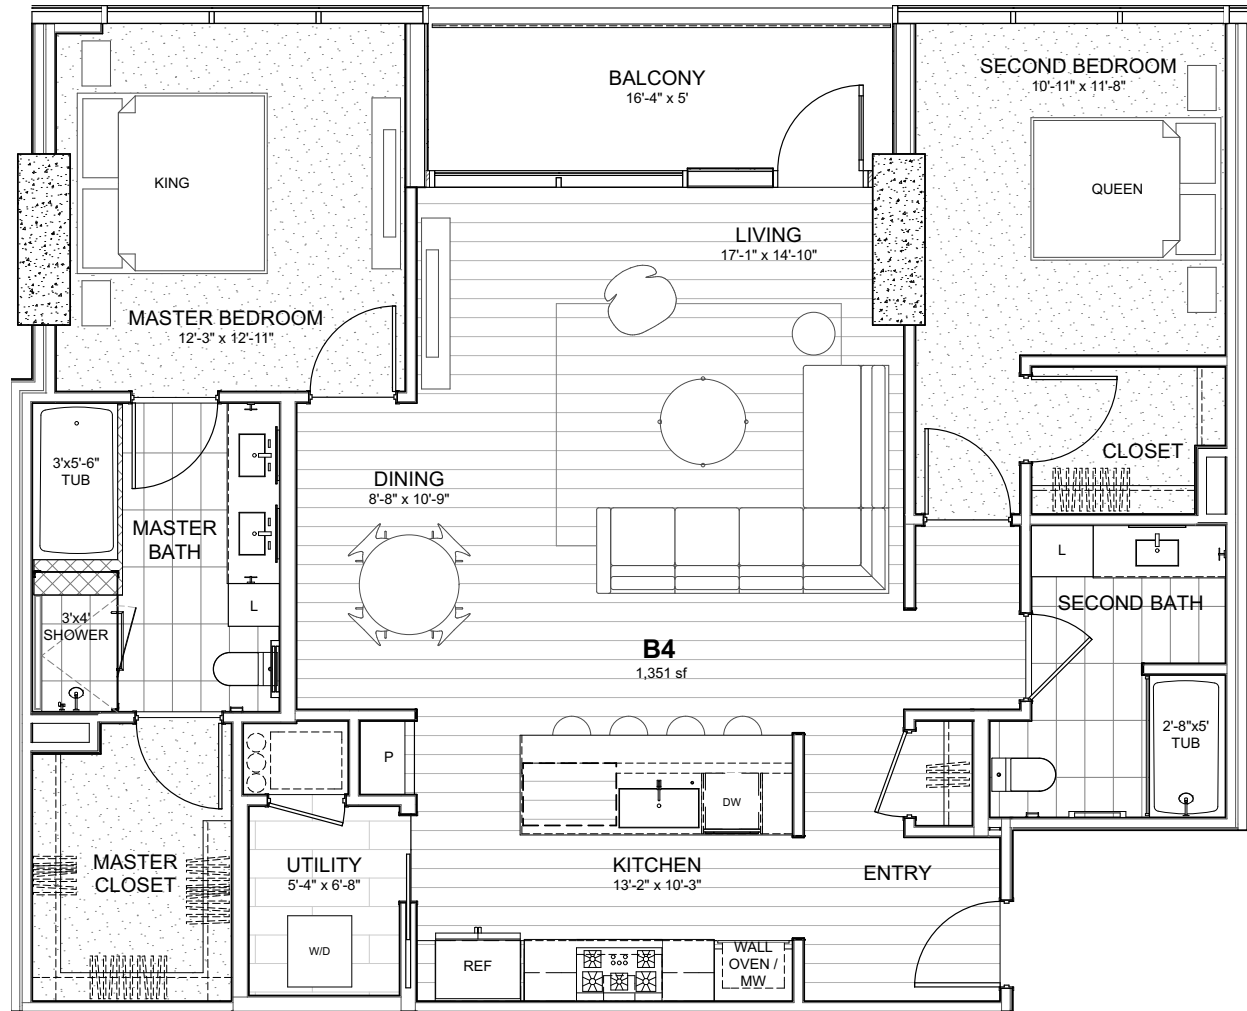 BALCONY
16'-4" x 5'
SECOND BEDROOM
10'-11" x 11'-8"
KING
QUEEN
LIVING
17'-1" x 14'-10"
MASTER BEDROOM
12'-3" x 12'-11"
3'x5'-6"
TUB
MASTER
BATH
DINING
8'-8" x 10'-9"
CLOSET
L
SECOND BATH
L
3'x4'
SHOWER
B4
1,351 sf
2'-8"x5'
TUB
P
DW
MASTER
CLOSET
UTILITY
5'-4" x 6'-8"
KITCHEN
13'-2" x 10'-3"
ENTRY
W/D
REF
WALL
OVEN /
MW